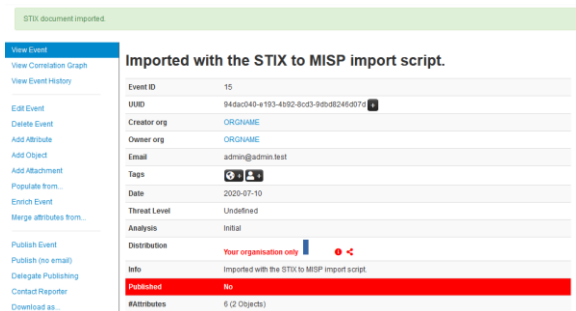 STIX document imported.
View Event
View Correlation Graph
View Event History
Edit Event
Delete Event
Add Attribute
Add Object
Add Attachment
Populate from...
Enrich Event
Merge attributes from...
Publish Event
Publish (no email)
Delegate Publishing
Contact Reporter
Download as...
Imported with the STIX to MISP import script.
Event ID 15
UUID 94dac040-e193-4b92-8cd3-9dbd8246d07d +
Creator org ORGNAME
Owner org ORGNAME
Email admin@admin.test
Tags + +
Date 2020-07-10
Threat Level Undefined
Analysis Initial
Distribution Your organisation only
Info Imported with the STIX to MISP import script.
Published No
#Attributes 6 (2 Objects)